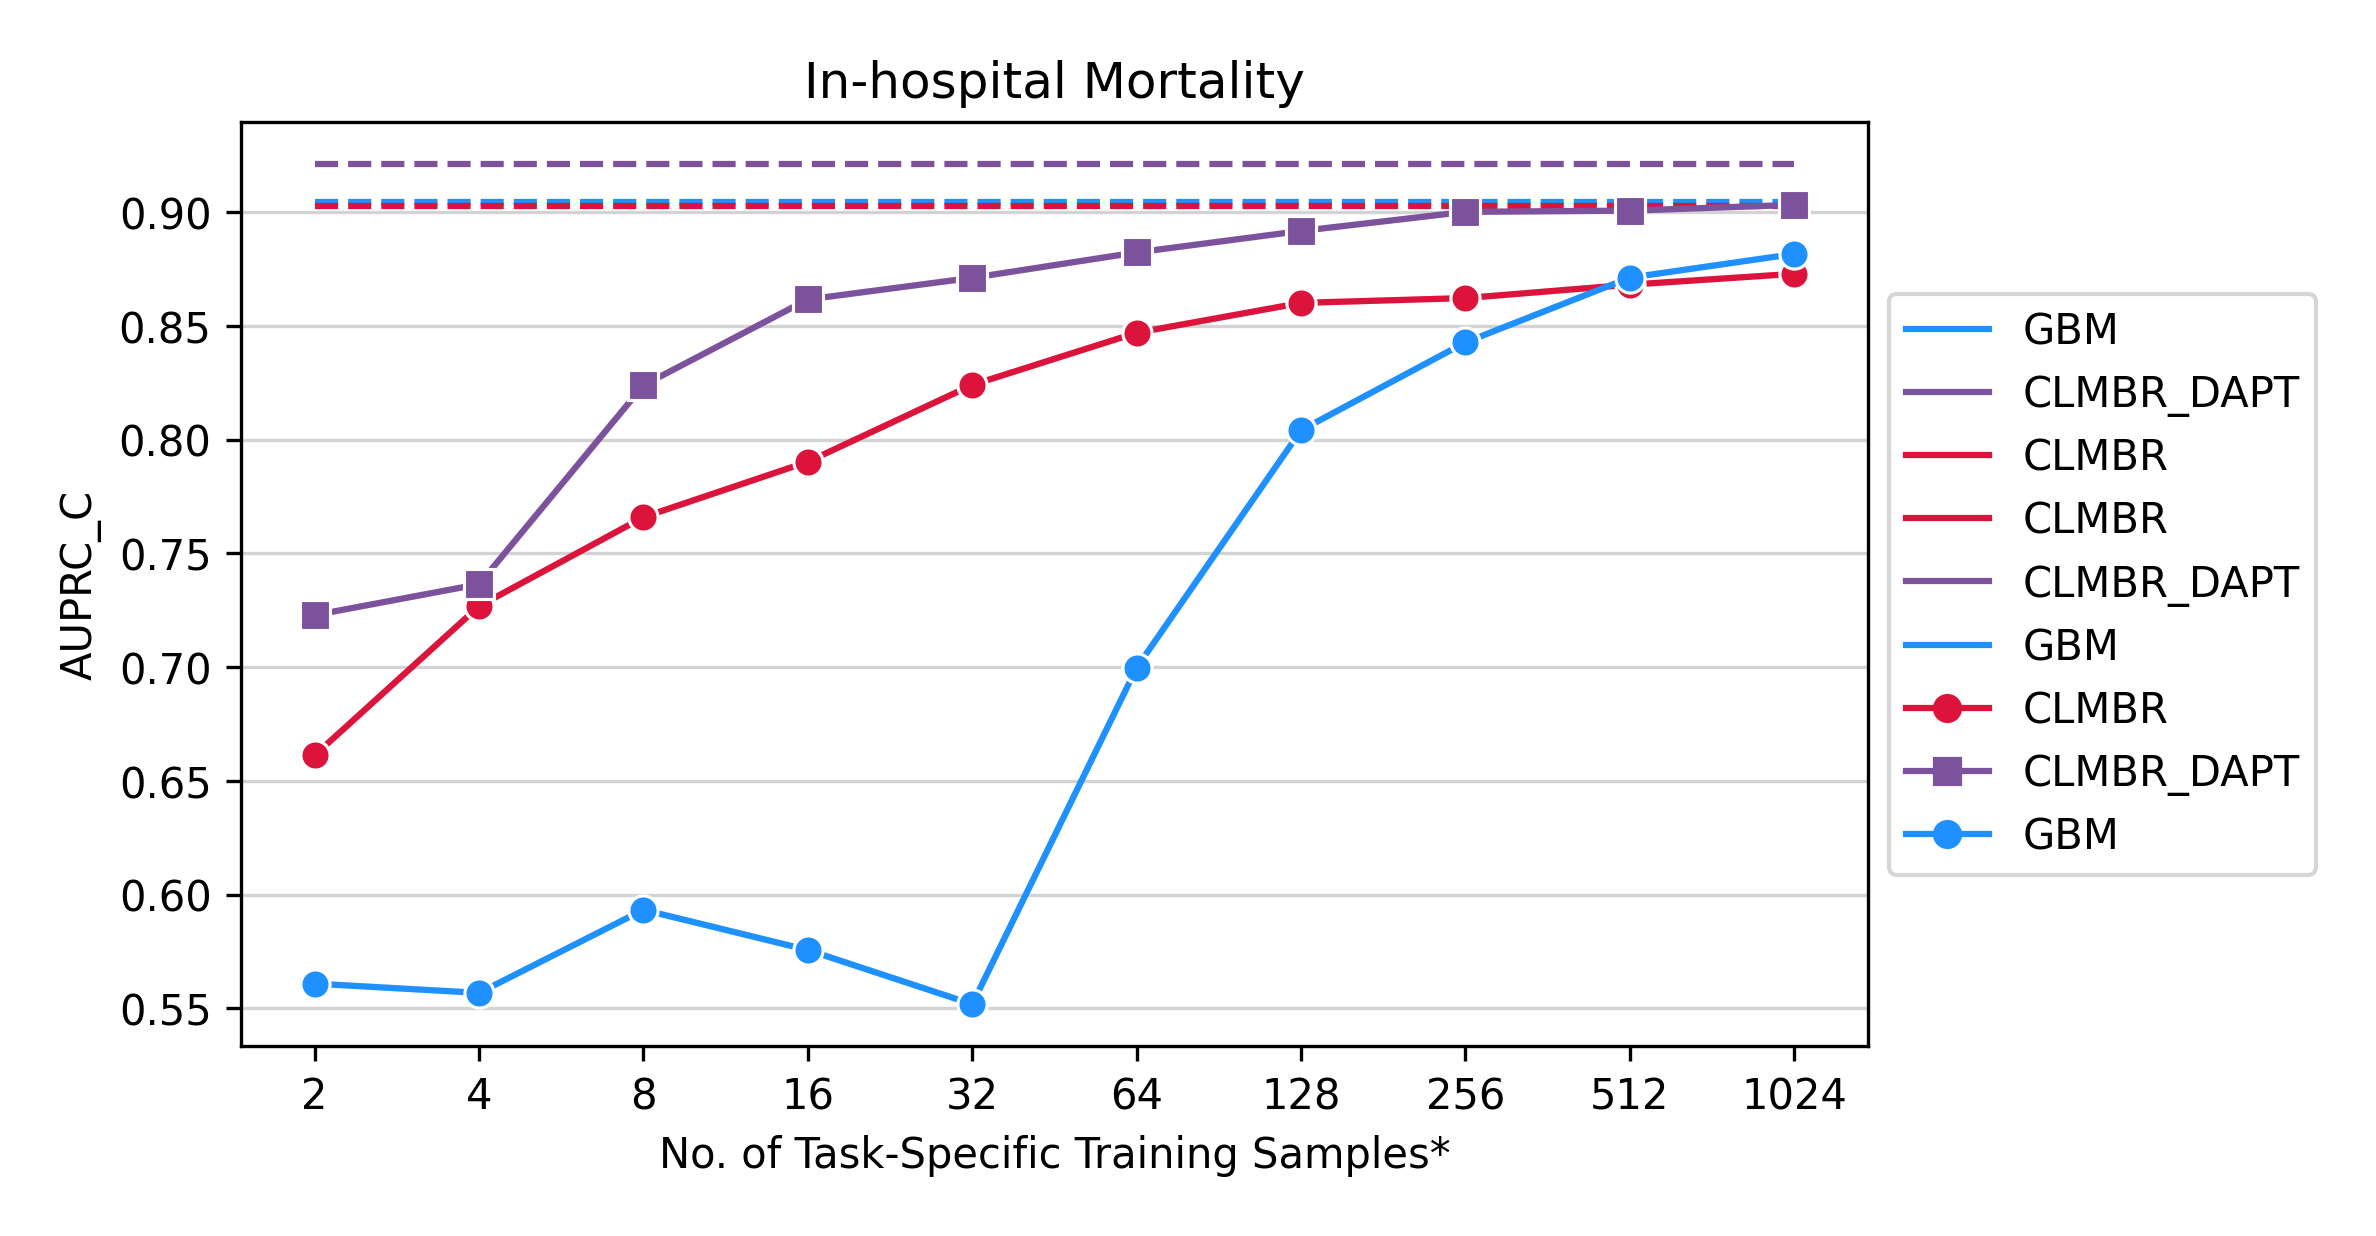 In-hospital Mortality
AUPRC_C
0.90
0.85
0.80
0.75
0.70
0.65
0.60
0.55
2 4 8 16 32 64 128 256 512 1024
No. of Task-Specific Training Samples*
GBM
CLMBR_DAPT
CLMBR
CLMBR
CLMBR_DAPT
GBM
CLMBR
CLMBR_DAPT
GBM